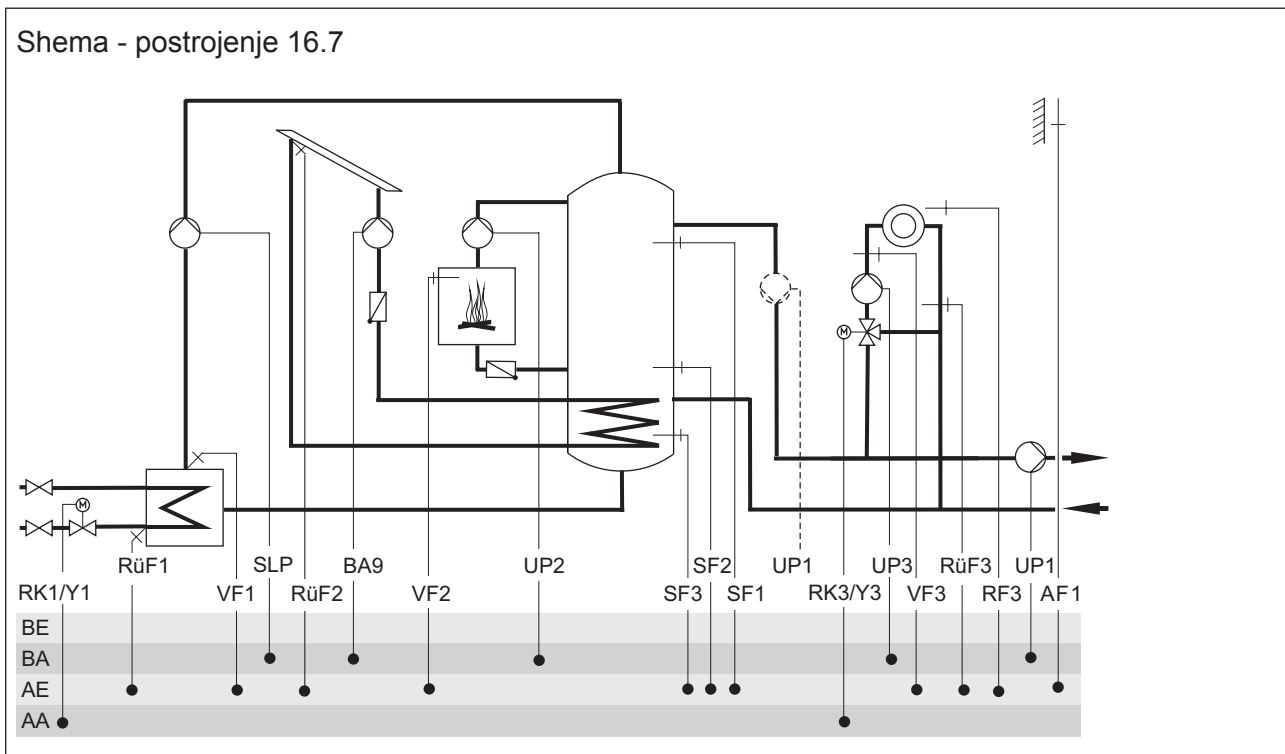 Shema - postrojenje 16.7
M
M
RüF1 SLP BA9 UP2 SF2 UP1 UP3 RüF3 UP1
RK1/Y1 VF1 RüF2 VF2 SF3 SF1 RK3/Y3 VF3 RF3 AF1
BE
BA
AE
AA